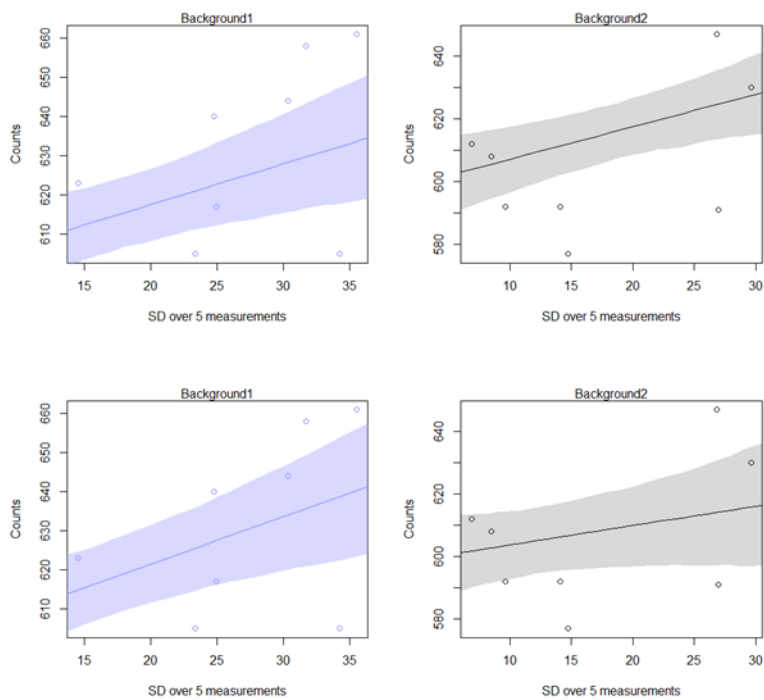 Background1
Background2
Counts
610 620 630 640 650 660
15 20 25 30 35
SD over 5 measurements
Counts
580 600 620 640
10 15 20 25 30
SD over 5 measurements
Background1
Background2
Counts
610 620 630 640 650 660
15 20 25 30 35
SD over 5 measurements
Counts
580 600 620 640
10 15 20 25 30
SD over 5 measurements